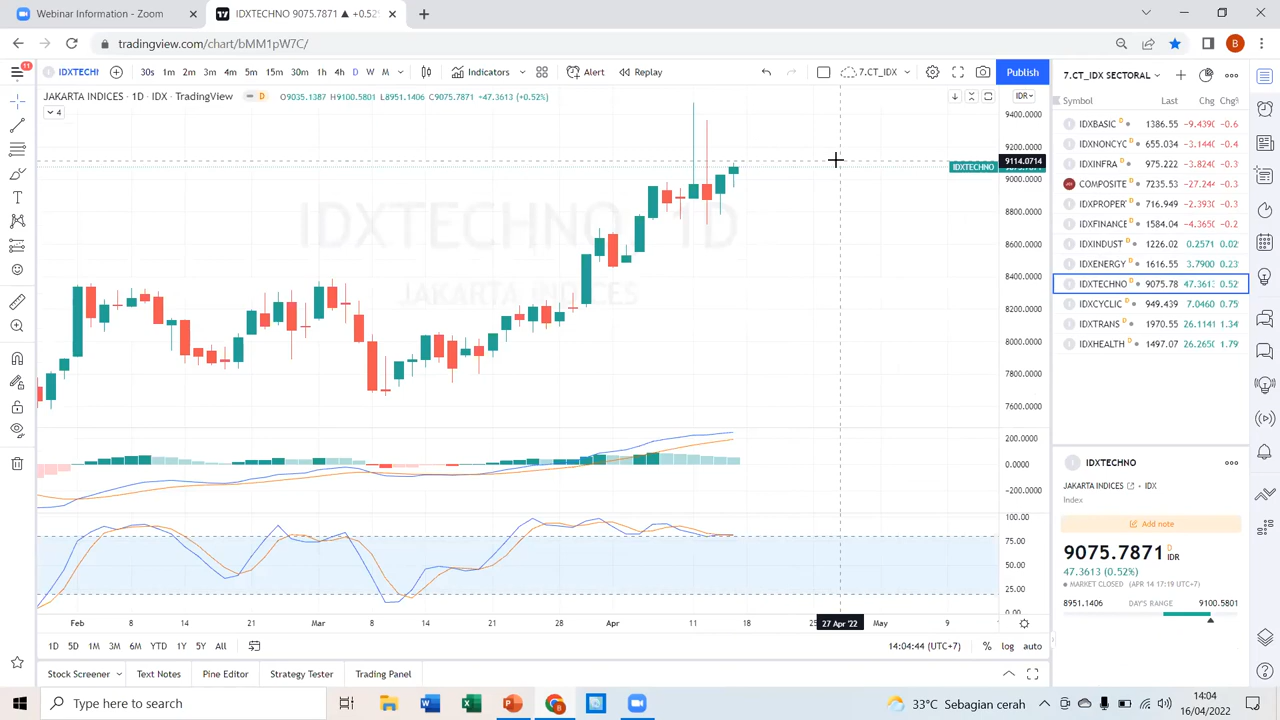 Webinar Information - Zoom
IDXTECHNO 9075.7871 ▲ +0.52%
tradingview.com/chart/bMM1pW7C/
B
11
IDXTECHI
30s 1m 2m 3m 4m 5m 15m 30m 1h 4h D W M
Indicators
Alert
Replay
7.CT_IDX
Publish
7.CT_IDX SECTORAL
JAKARTA INDICES · 1D · IDX · TradingView
D
O9035.1387 H9100.5801 L8951.1406 C9075.7871 +47.3613 (+0.52%)
IDR
4
Symbol Last Chg Chg%
IDXBASIC D 1386.55 -9.4390 -0.6
IDXNONCYC D 655.034 -3.1440 -0.4
IDXINFRA D 975.222 -3.8240 -0.3
COMPOSITE D 7235.53 -27.244 -0.3
IDXPROPER D 716.949 -2.3930 -0.3
IDXFINANCE D 1584.04 -4.3650 -0.2
IDXINDUST D 1226.02 0.2571 0.02
IDXENERGY D 1616.55 3.7900 0.23
IDXTECHNO D 9075.78 47.3613 0.52
IDXCYCLIC D 949.439 7.0460 0.75
IDXTRANS D 1970.55 26.1141 1.34
IDXHEALTH D 1497.07 26.2650 1.79
IDXTECHNO, 1D
JAKARTA INDICES
9400.0000
9200.0000
9114.0714
IDXTECHNO
9000.0000
8800.0000
8600.0000
8400.0000
8200.0000
8000.0000
7800.0000
7600.0000
200.0000
0.0000
-200.0000
100.00
75.00
50.00
25.00
0.00
Feb 8 14 21 Mar 8 14 21 28 Apr 11 18 25 27 Apr '22 May 9
IDXTECHNO
JAKARTA INDICES • IDX
Index
Add note
9075.7871 D IDR
47.3613 (0.52%)
MARKET CLOSED (APR 14 17:19 UTC+7)
8951.1406 DAY'S RANGE 9100.5801
1D 5D 1M 3M 6M YTD 1Y 5Y All
14:04:44 (UTC+7) % log auto
Stock Screener Text Notes Pine Editor Strategy Tester Trading Panel
Type here to search
33°C Sebagian cerah
14:04
16/04/2022